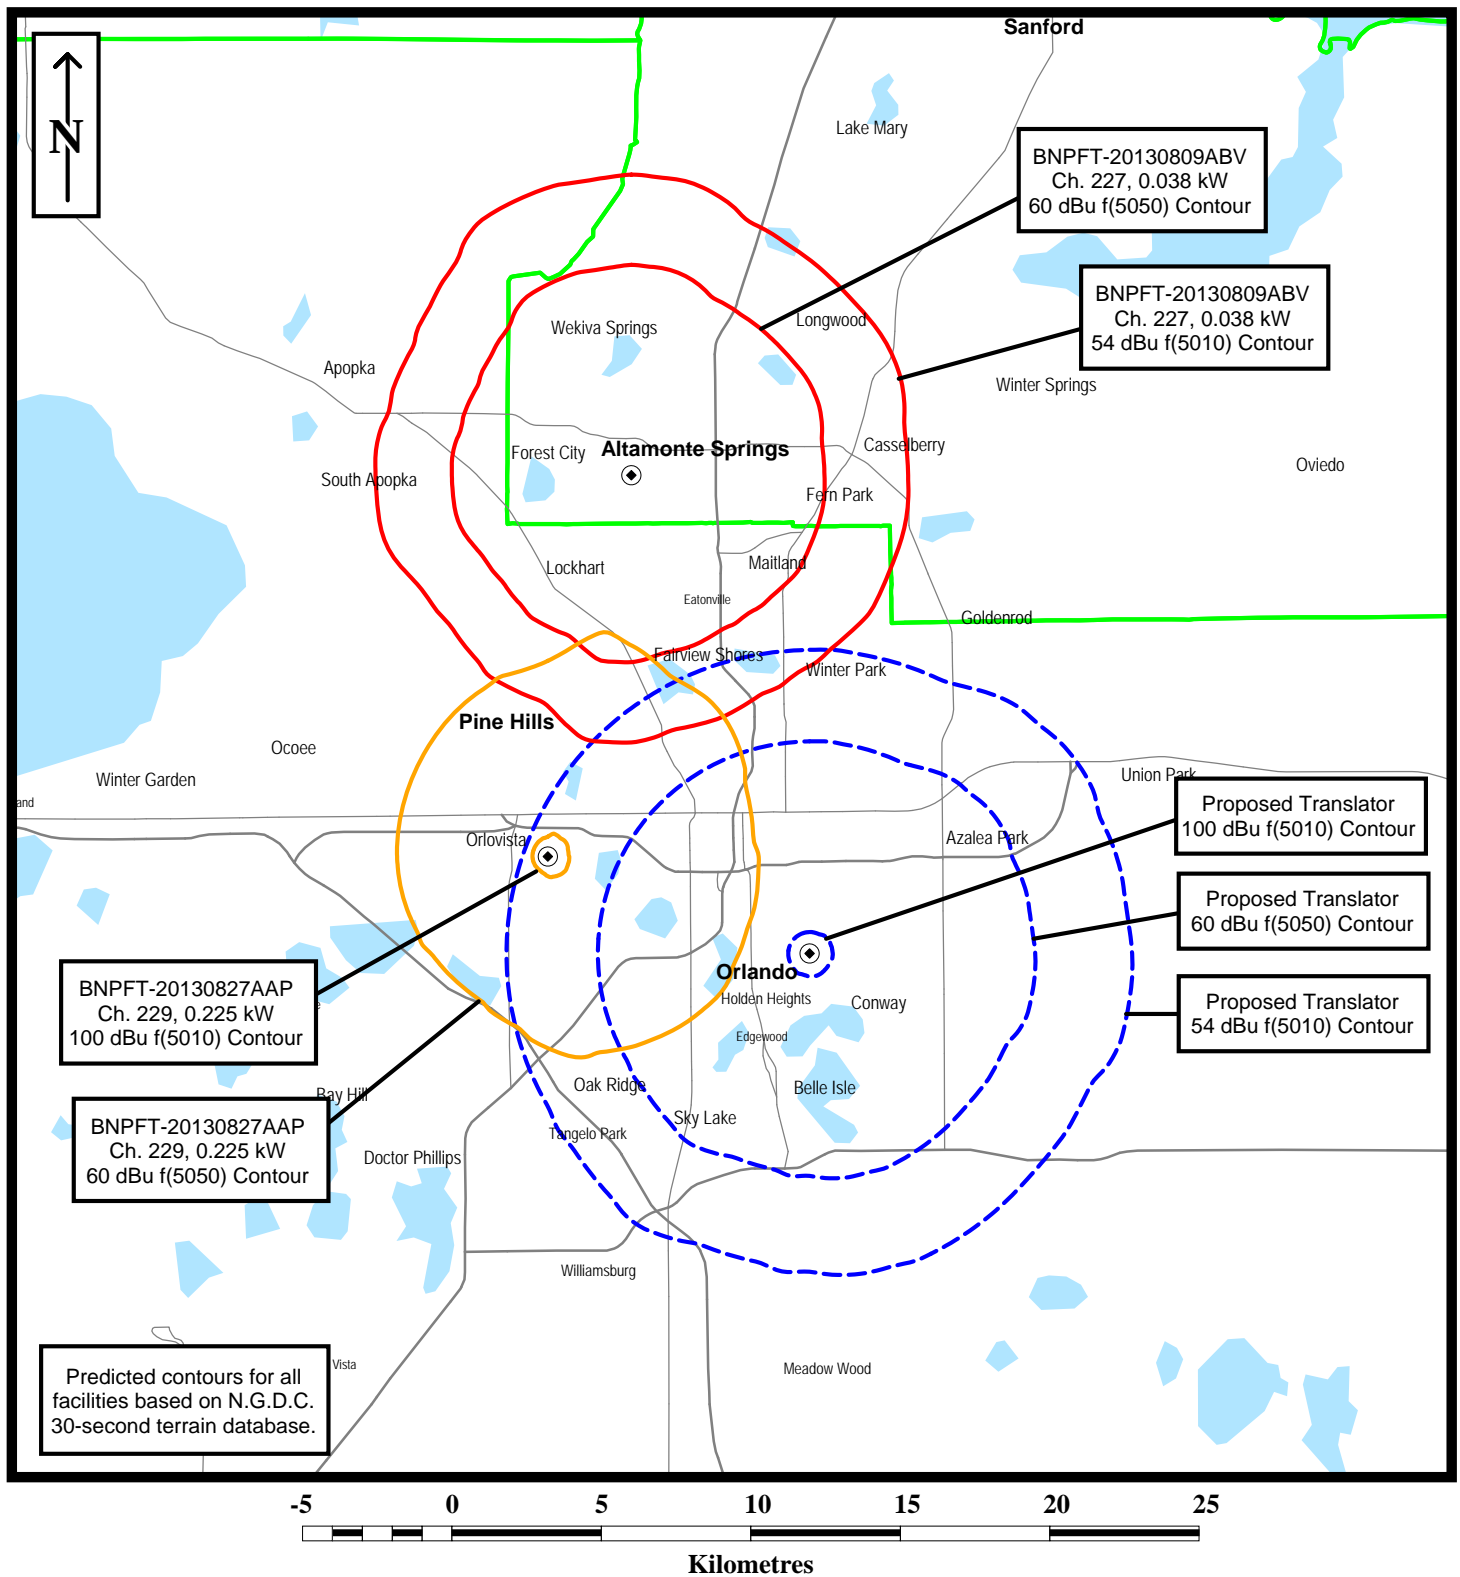 Sanford
N
Lake Mary
BNPFT-20130809ABV
Ch. 227, 0.038 kW
60 dBu f(5050) Contour
BNPFT-20130809ABV
Ch. 227, 0.038 kW
54 dBu f(5010) Contour
Longwood
Wekiva Springs
Apopka
Winter Springs
Casselberry
Altamonte Springs
Forest City
Oviedo
South Apopka
Fern Park
Maitland
Lockhart
Eatonville
Goldenrod
Fairview Shores
Winter Park
Pine Hills
Ocoee
Winter Garden
Union Park
and
Proposed Translator
100 dBu f(5010) Contour
Orlovista
Azalea Park
Proposed Translator
60 dBu f(5050) Contour
Orlando
Holden Heights
Conway
BNPFT-20130827AAP
Ch. 229, 0.225 kW
100 dBu f(5010) Contour
e
Proposed Translator
54 dBu f(5010) Contour
Edgewood
Oak Ridge
Belle Isle
Bay Hill
Sky Lake
BNPFT-20130827AAP
Ch. 229, 0.225 kW
60 dBu f(5050) Contour
Tangelo Park
Doctor Phillips
Williamsburg
Vista
Meadow Wood
Predicted contours for all
facilities based on N.G.D.C.
30-second terrain database.
-5 0 5 10 15 20 25
Kilometres